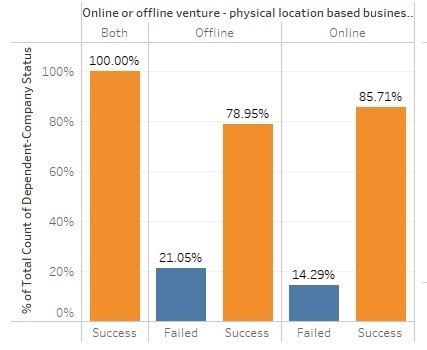 Online or offline venture - physical location based busines..
Both Offline Online
% of Total Count of Dependent-Company Status
100%
80%
60%
40%
20%
0%
100.00%
21.05%
78.95%
14.29%
85.71%
Success Failed Success Failed Success